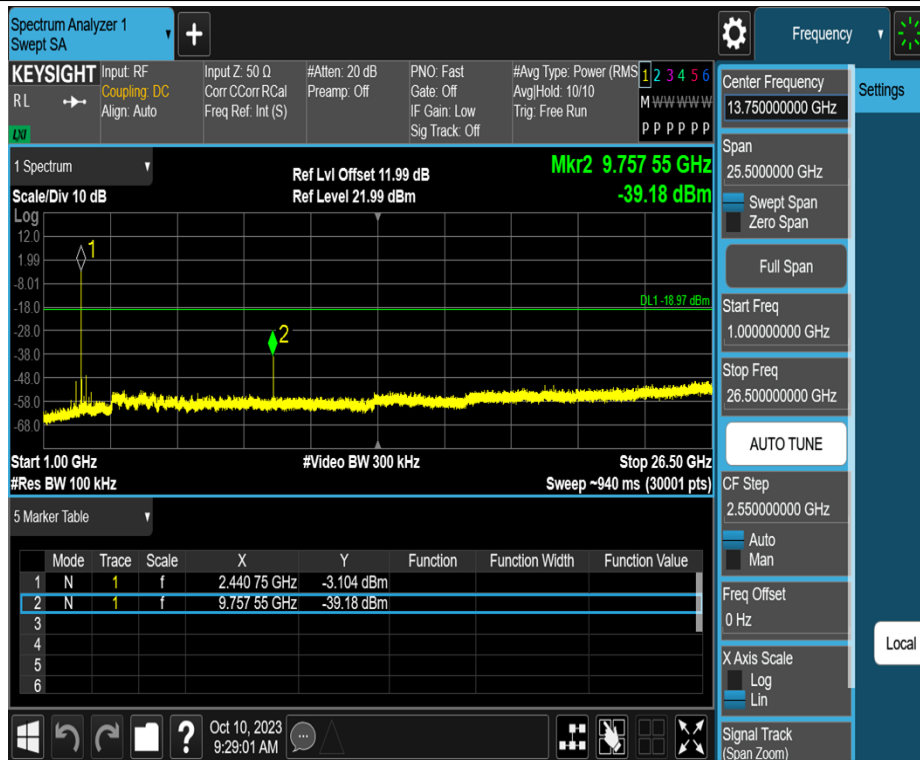 Spectrum Analyzer 1
Swept SA
+
Frequency
KEYSIGHT
RL
LXI
Input: RF
Coupling: DC
Align: Auto
Input Z: 50 Ω
Corr CCorr RCal
Freq Ref: Int (S)
#Atten: 20 dB
Preamp: Off
PNO: Fast
Gate: Off
IF Gain: Low
Sig Track: Off
#Avg Type: Power (RMS
Avg|Hold: 10/10
Trig: Free Run
1 2 3 4 5 6
M W W W W W
P P P P P P
1 Spectrum
Scale/Div 10 dB
Ref Lvl Offset 11.99 dB
Ref Level 21.99 dBm
Mkr2 9.757 55 GHz
-39.18 dBm
Log
12.0
1.99
-8.01
-18.0
-28.0
-38.0
-48.0
-58.0
-68.0
1
2
DL1 -18.97 dBm
Start 1.00 GHz
#Video BW 300 kHz
Stop 26.50 GHz
#Res BW 100 kHz
Sweep ~940 ms (30001 pts)
5 Marker Table
Mode Trace Scale X Y Function Function Width Function Value
1 N 1 f 2.440 75 GHz -3.104 dBm
2 N 1 f 9.757 55 GHz -39.18 dBm
3
4
5
6
?
Oct 10, 2023
9:29:01 AM
Center Frequency
13.750000000 GHz
Span
25.5000000 GHz
Swept Span
Zero Span
Full Span
Start Freq
1.000000000 GHz
Stop Freq
26.500000000 GHz
AUTO TUNE
CF Step
2.550000000 GHz
Auto
Man
Freq Offset
0 Hz
X Axis Scale
Log
Lin
Signal Track
(Span Zoom)
Settings
Local